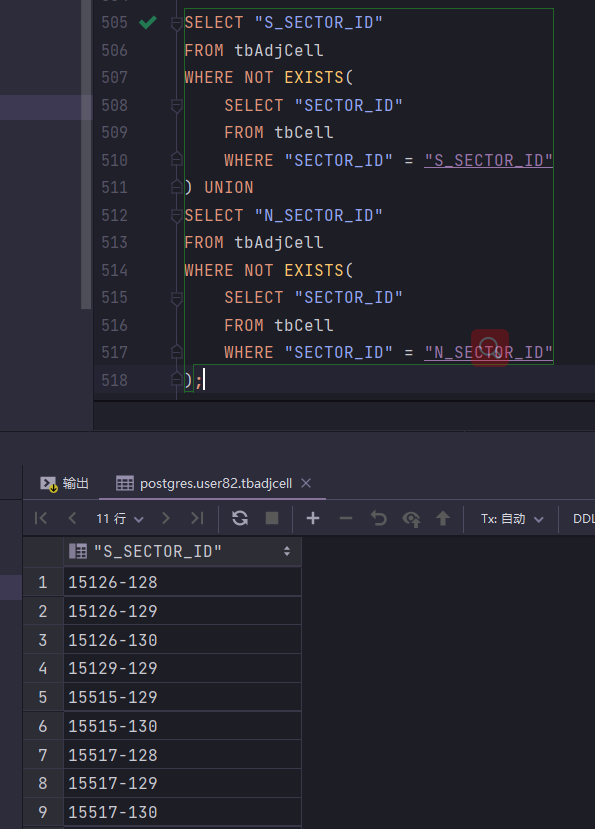 505 SELECT "S_SECTOR_ID"
506 FROM tbAdjCell
507 WHERE NOT EXISTS(
508 SELECT "SECTOR_ID"
509 FROM tbCell
510 WHERE "SECTOR_ID" = "S_SECTOR_ID"
511 ) UNION
512 SELECT "N_SECTOR_ID"
513 FROM tbAdjCell
514 WHERE NOT EXISTS(
515 SELECT "SECTOR_ID"
516 FROM tbCell
517 WHERE "SECTOR_ID" = "N_SECTOR_ID"
518 );
输出 postgres.user82.tbadjcell
11 行 Tx: 自动 DDL
"S_SECTOR_ID"
1 15126-128
2 15126-129
3 15126-130
4 15129-129
5 15515-129
6 15515-130
7 15517-128
8 15517-129
9 15517-130